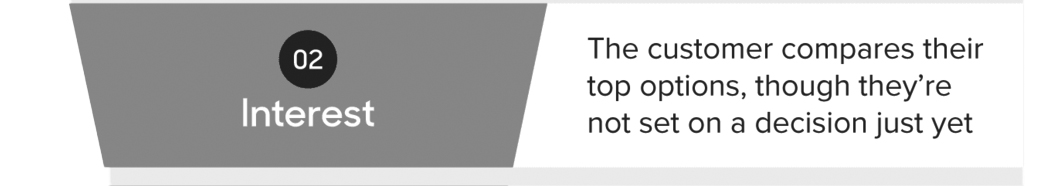 02
Interest
The customer compares their
top options, though they’re
not set on a decision just yet